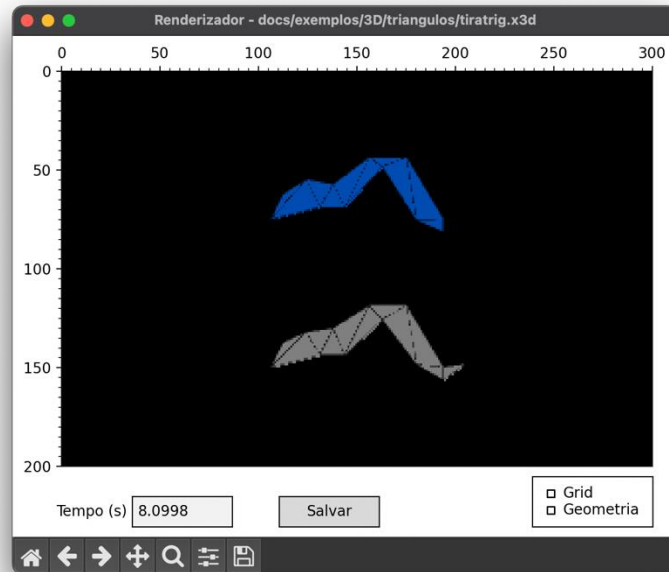 Renderizador - docs/exemplos/3D/triangulos/tiratrig.x3d
0 50 100 150 200 250 300
0
50
100
150
200
Grid
Tempo (s) 8.0998 Salvar
Geometria